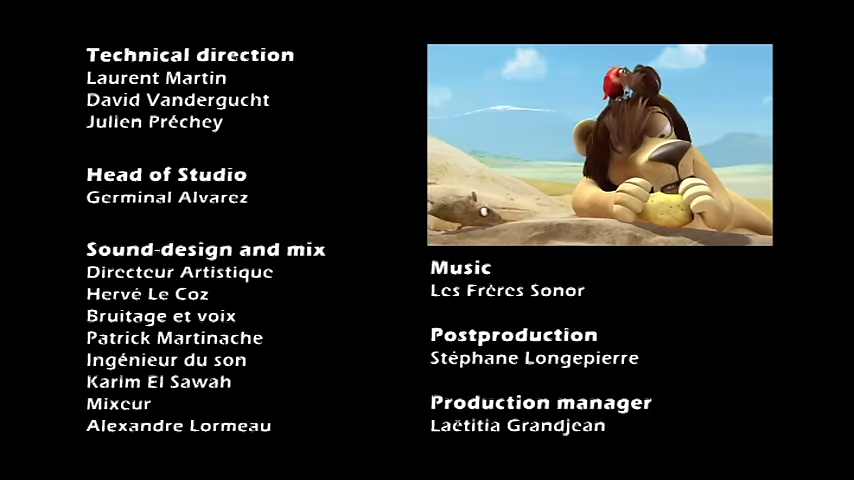 Technical direction
Laurent Martin
David Vandergucht
Julien Préchey
Head of Studio
Germinal Alvarez
Sound-design and mix
Directeur Artistique
Hervé Le Coz
Bruitage et voix
Patrick Martinache
Ingénieur du son
Karim El Sawah
Mixeur
Alexandre Lormeau
Music
Les Frères Sonor
Postproduction
Stéphane Longepierre
Production manager
Laëtitia Grandjean